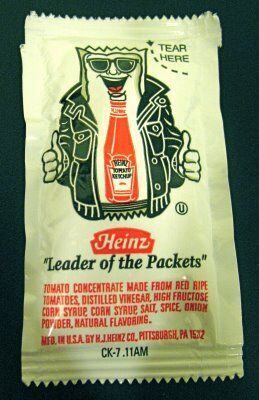 TEAR
HERE
HEINZ
TOMATO
KETCHUP
U
Heinz
"Leader of the Packets"
TOMATO CONCENTRATE MADE FROM RED RIPE
TOMATOES, DISTILLED VINEGAR, HIGH FRUCTOSE
CORN SYRUP, CORN SYRUP, SALT, SPICE, ONION
POWDER, NATURAL FLAVORING.
MFD. IN U.S.A. BY H.J.HEINZ CO., PITTSBURGH, PA 15212
CK-7.11AM